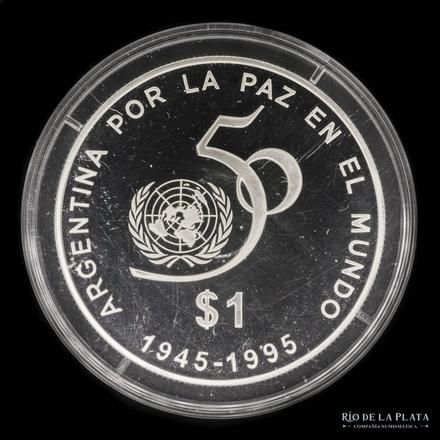 ARGENTINA POR LA PAZ EN EL MUNDO
50
$1
1945-1995
RÍO DE LA PLATA
COMPAÑÍA NUMISMÁTICA